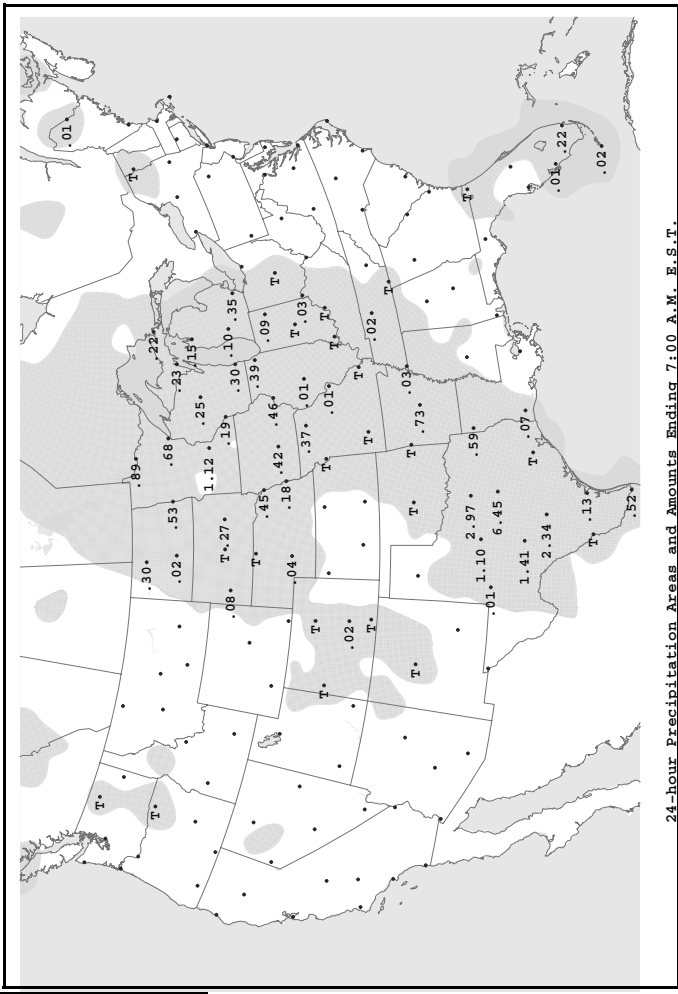 .01
T
T
.89
.30
T .22
.68
.53
.02 .23
.15
.25
1.12
T .27 .19
.08 .10 .35
.30
T .39
.45 .09
.46 T
.42
.18
.04 T
.37 .01 .03
T
T T .01 T
T
.02
T
T T .02
T
T .03
T T .73
T
2.97 .59
1.10
.01
6.45
1.41 .07
T
2.34
.01
.22
.13
T
.02
.52
24-hour Precipitation Areas and Amounts Ending 7:00 A.M. E.S.T.